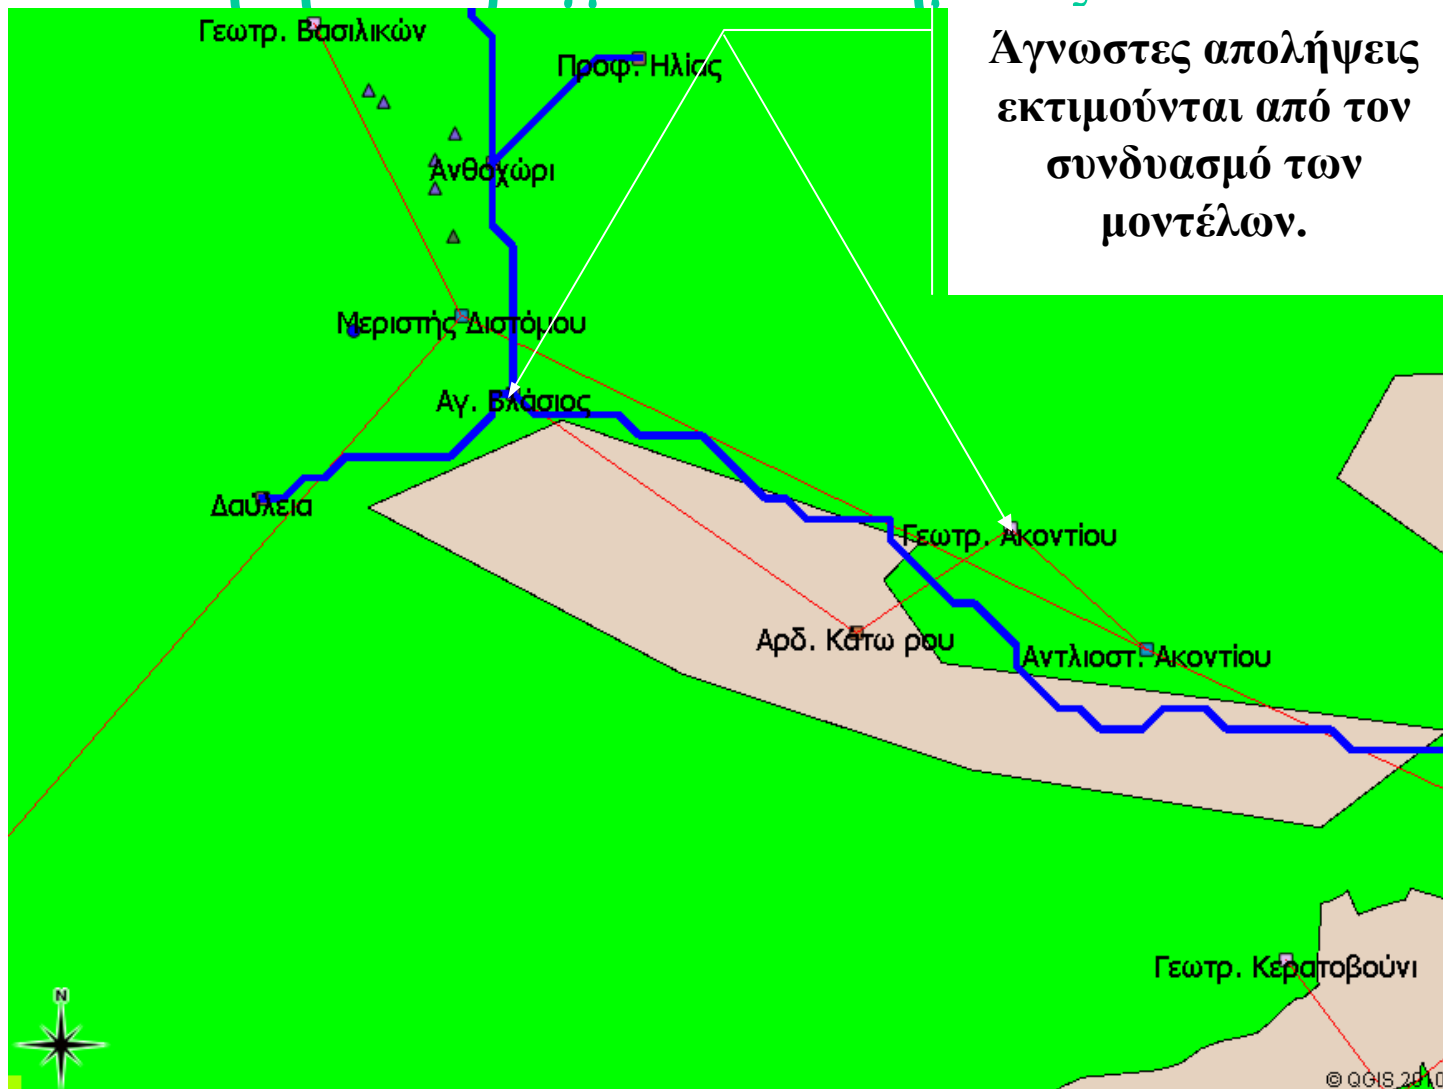 Άγνωστες απολήψεις
εκτιμούνται από τον
συνδυασμό των
μοντέλων.
Γεωτρ. Βασιλικών
Προφ. Ηλίας
Ανθοχώρι
Μεριστής Διστόμου
Αγ. Βλάσιος
Δαύλεια
Γεωτρ. Ακοντίου
Αρδ. Κάτω ρου
Αντλιοστ. Ακοντίου
Γεωτρ. Κερατοβούνι
N
© QGIS 2010